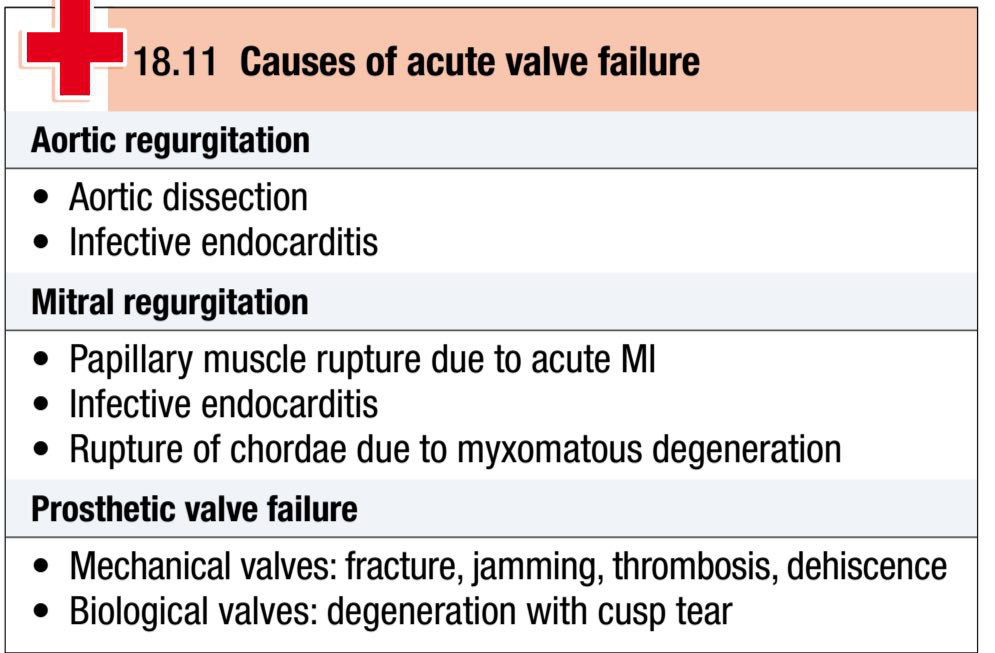 18.11 Causes of acute valve failure
Aortic regurgitation
• Aortic dissection
• Infective endocarditis
Mitral regurgitation
• Papillary muscle rupture due to acute MI
• Infective endocarditis
• Rupture of chordae due to myxomatous degeneration
Prosthetic valve failure
• Mechanical valves: fracture, jamming, thrombosis, dehiscence
• Biological valves: degeneration with cusp tear